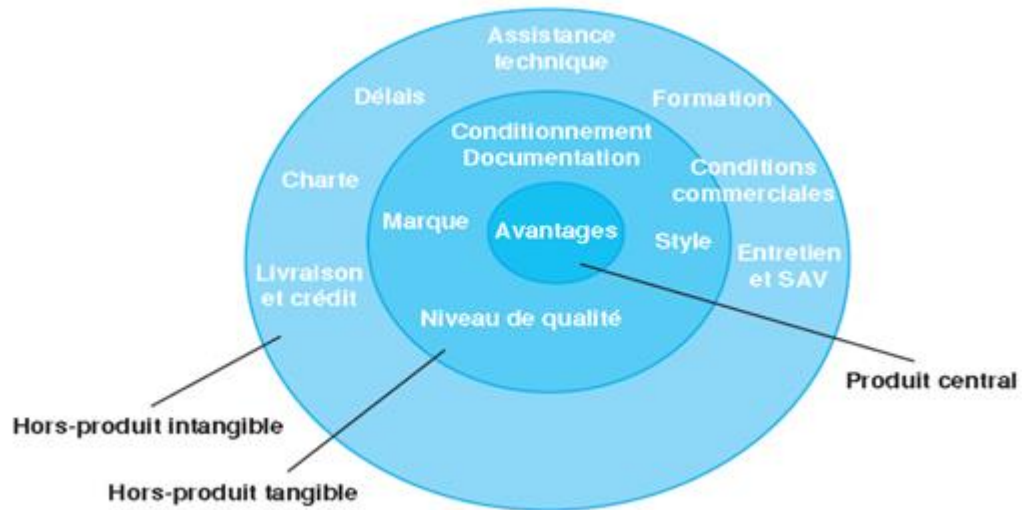 Assistance
technique
Délais
Formation
Conditionnement
Documentation
Conditions
commerciales
Charte
Marque
Avantages
Style
Entretien
et SAV
Livraison
et crédit
Niveau de qualité
Produit central
Hors-produit intangible
Hors-produit tangible